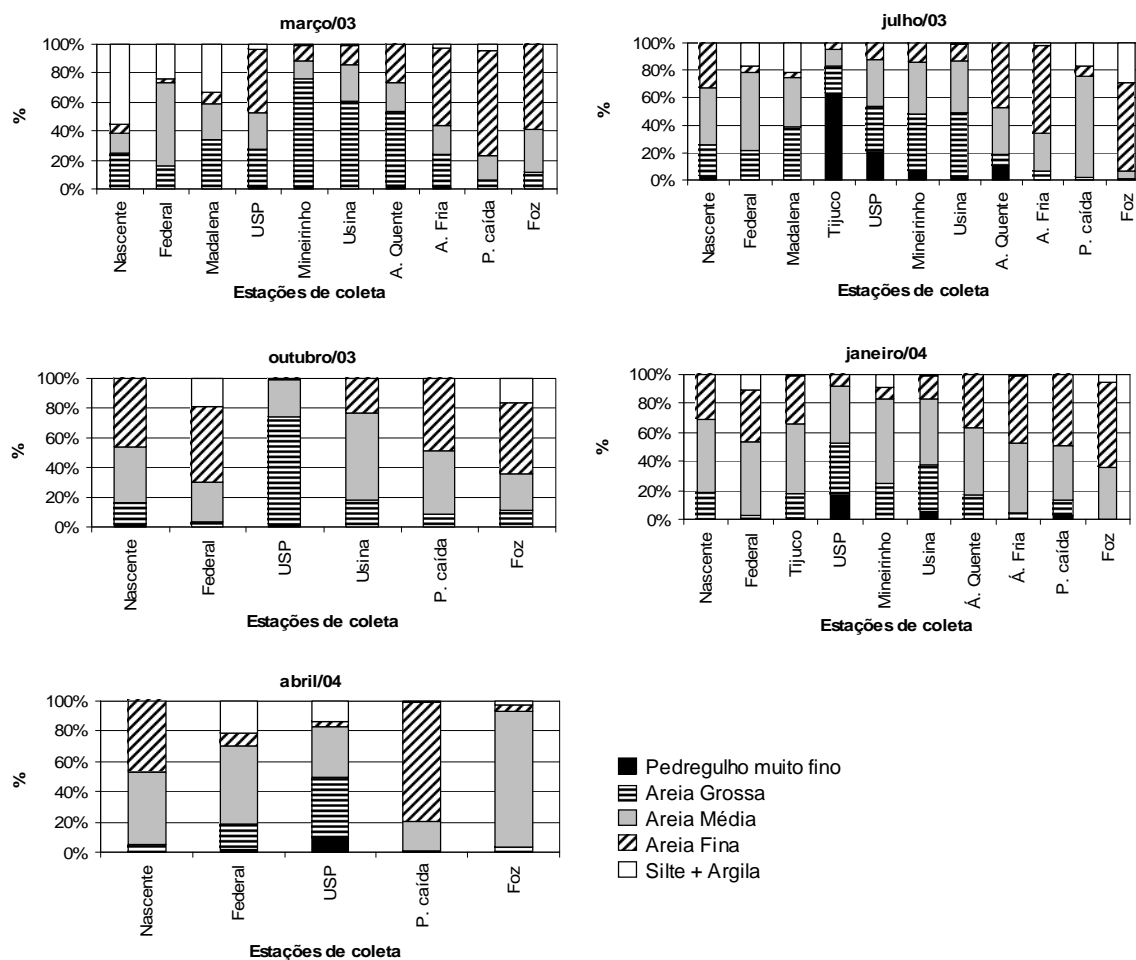 março/03
100%
80%
60%
40%
20%
0%
%
Nascente
Federal
Madalena
USP
Mineirinho
Usina
A. Quente
A. Fria
P. caída
Foz
Estações de coleta
julho/03
100%
80%
60%
40%
20%
0%
%
Nascente
Federal
Madalena
Tijuco
USP
Mineirinho
Usina
A. Quente
A. Fria
P. caída
Foz
Estações de coleta
outubro/03
100%
80%
60%
40%
20%
0%
%
Nascente
Federal
USP
Usina
P. caída
Foz
Estações de coleta
janeiro/04
100%
80%
60%
40%
20%
0%
%
Nascente
Federal
Tijuco
USP
Mineirinho
Usina
Á. Quente
Á. Fria
P. caída
Foz
Estações de coleta
abril/04
100%
80%
60%
40%
20%
0%
%
Nascente
Federal
USP
P. caída
Foz
Estações de coleta
Pedregulho muito fino
Areia Grossa
Areia Média
Areia Fina
Silte + Argila